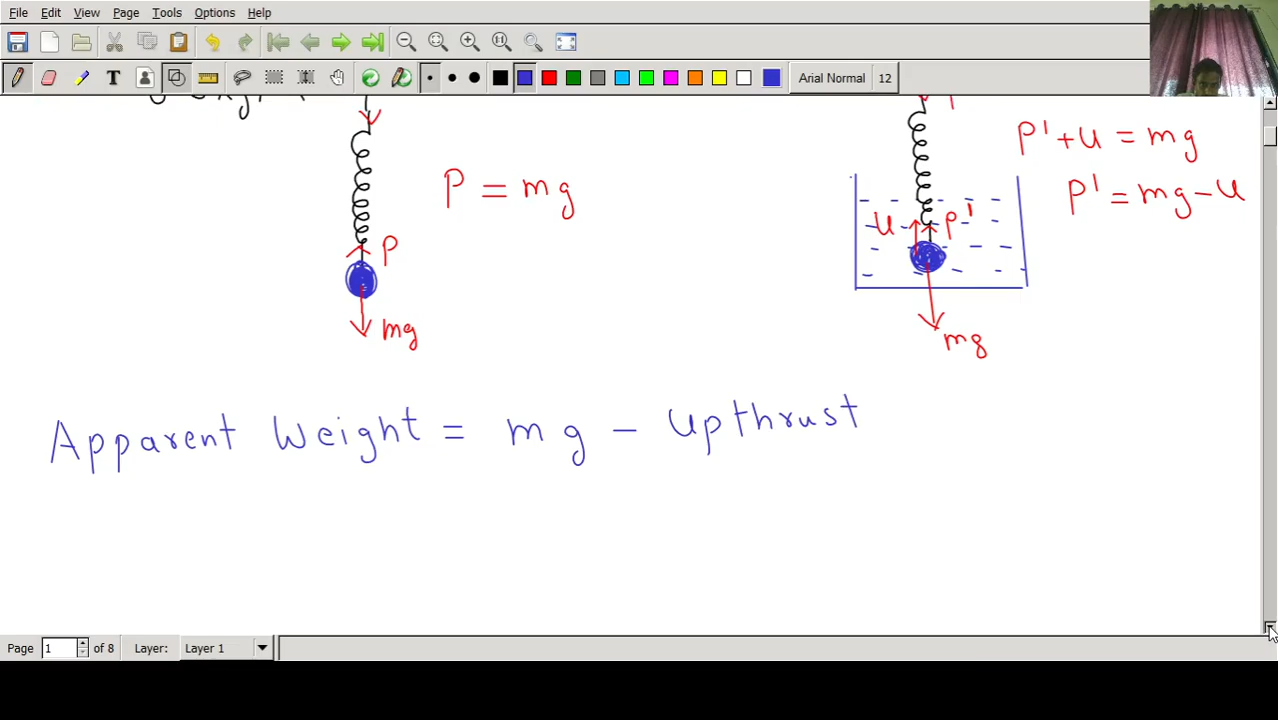 File Edit View Page Tools Options Help
Arial Normal 12
P' + U = mg
P = mg
P' = mg - U
U P'
P
mg
mg
Apparent Weight = mg - upthrust
Page 1 of 8 Layer: Layer 1